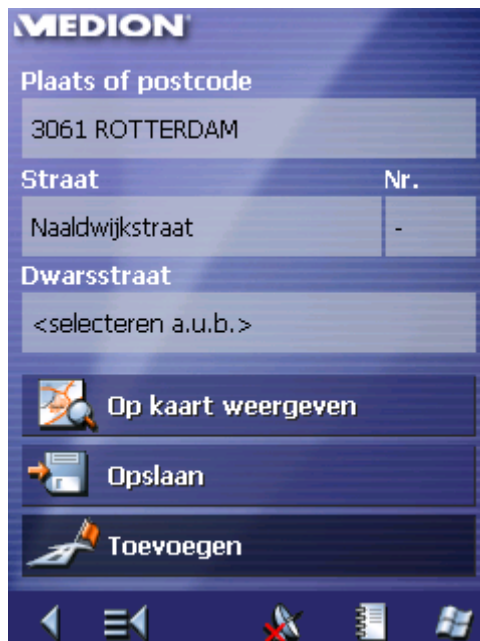 MEDION
Plaats of postcode
3061 ROTTERDAM
Straat Nr.
Naaldwijkstraat -
Dwarsstraat
<selecteren a.u.b.>
Op kaart weergeven
Opslaan
Toevoegen